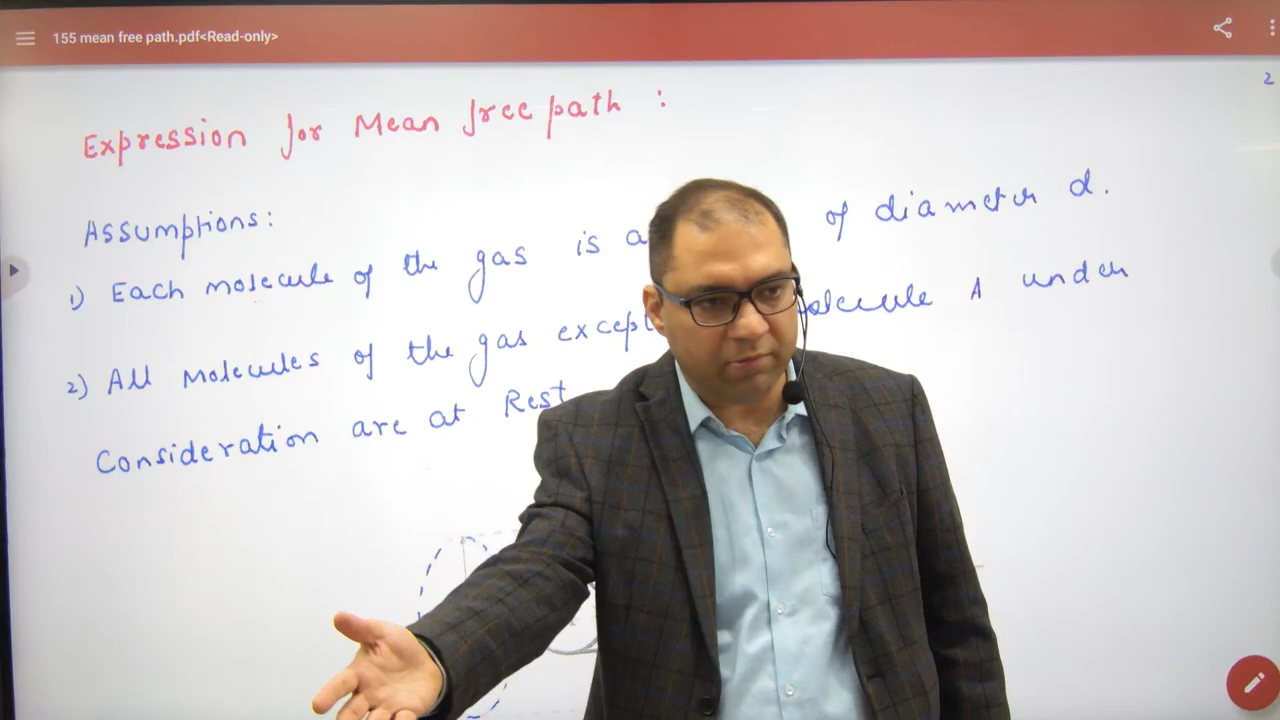 155 mean free path.pdf<Read-only>
2
Expression for Mean free path :
Assumptions:
1) Each molecule of the gas is a of diameter d.
2) All Molecules of the gas except molecule A under
Consideration are at Rest